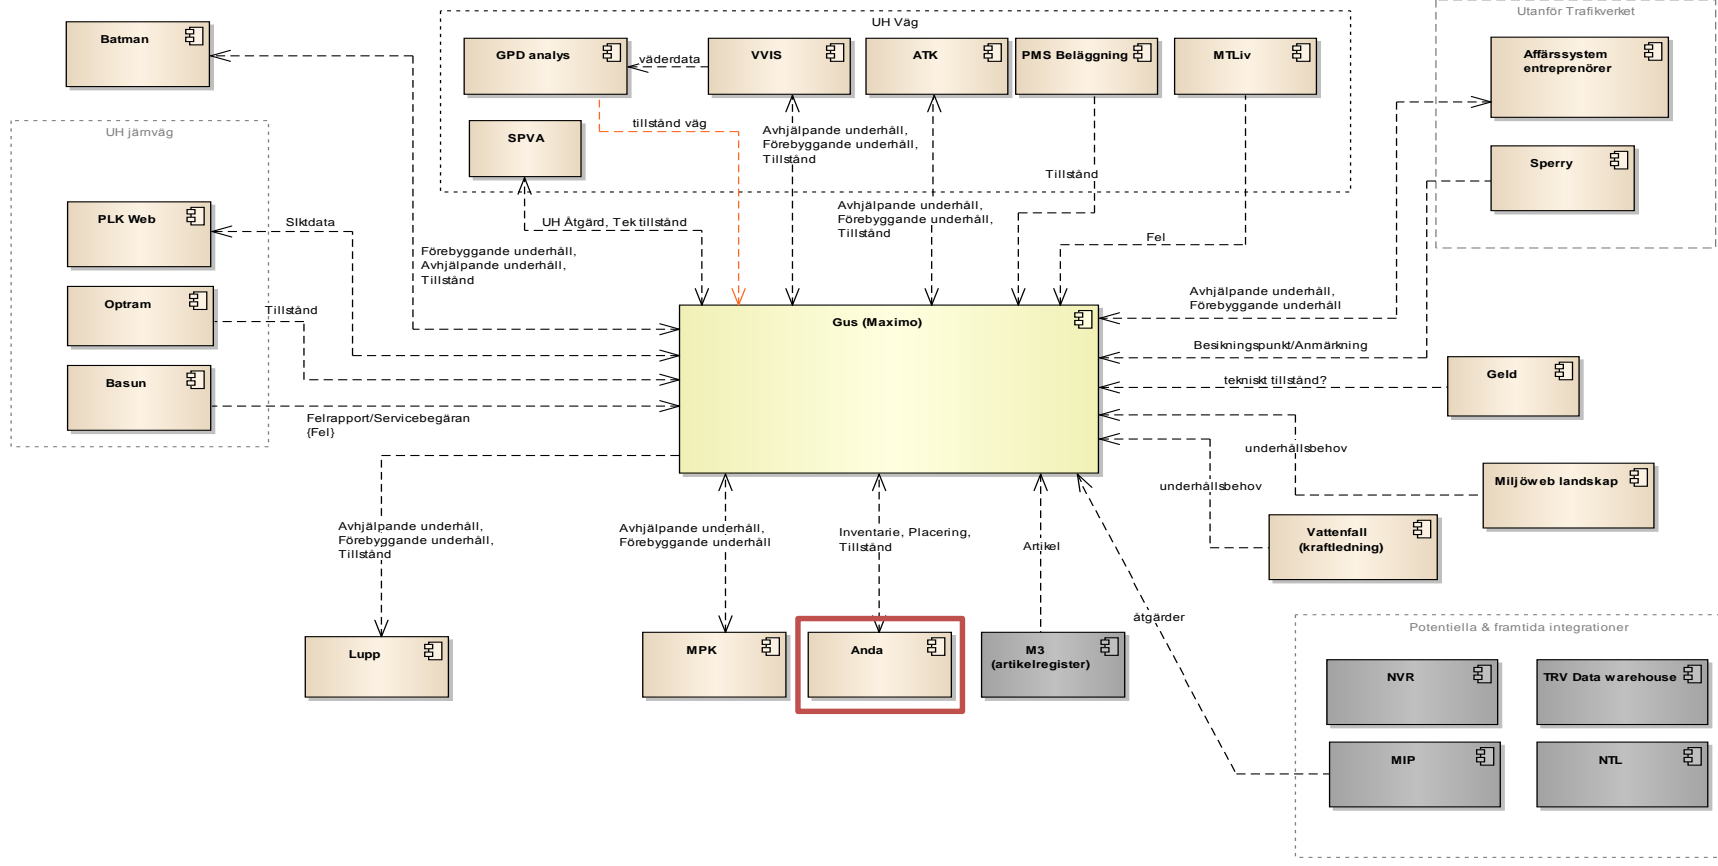 UH Väg
Utanför Trafikverket
Batman
GPD analys
väderdata
VVIS
ATK
PMS Beläggning
MTLiv
Affärssystem
entreprenörer
UH järnväg
SPVA
tillstånd väg
Avhjälpande underhåll,
Förebyggande underhåll,
Tillstånd
Tillstånd
Sperry
PLK Web
Slktdata
UH Åtgärd, Tek tillstånd
Avhjälpande underhåll,
Förebyggande underhåll,
Tillstånd
Fel
Förebyggande underhåll,
Avhjälpande underhåll,
Tillstånd
Optram
Tillstånd
Avhjälpande underhåll,
Förebyggande underhåll
Gus (Maximo)
Besikningspunkt/Anmärkning
Basun
tekniskt tillstånd?
Geld
Felrapport/Servicebegäran
{Fel}
underhållsbehov
underhållsbehov
Miljöweb landskap
Avhjälpande underhåll,
Förebyggande underhåll,
Tillstånd
Avhjälpande underhåll,
Förebyggande underhåll
Inventarie, Placering,
Tillstånd
Artikel
Vattenfall
(kraftledning)
åtgärder
Potentiella & framtida integrationer
Lupp
MPK
Anda
M3
(artikelregister)
NVR
TRV Data warehouse
MIP
NTL